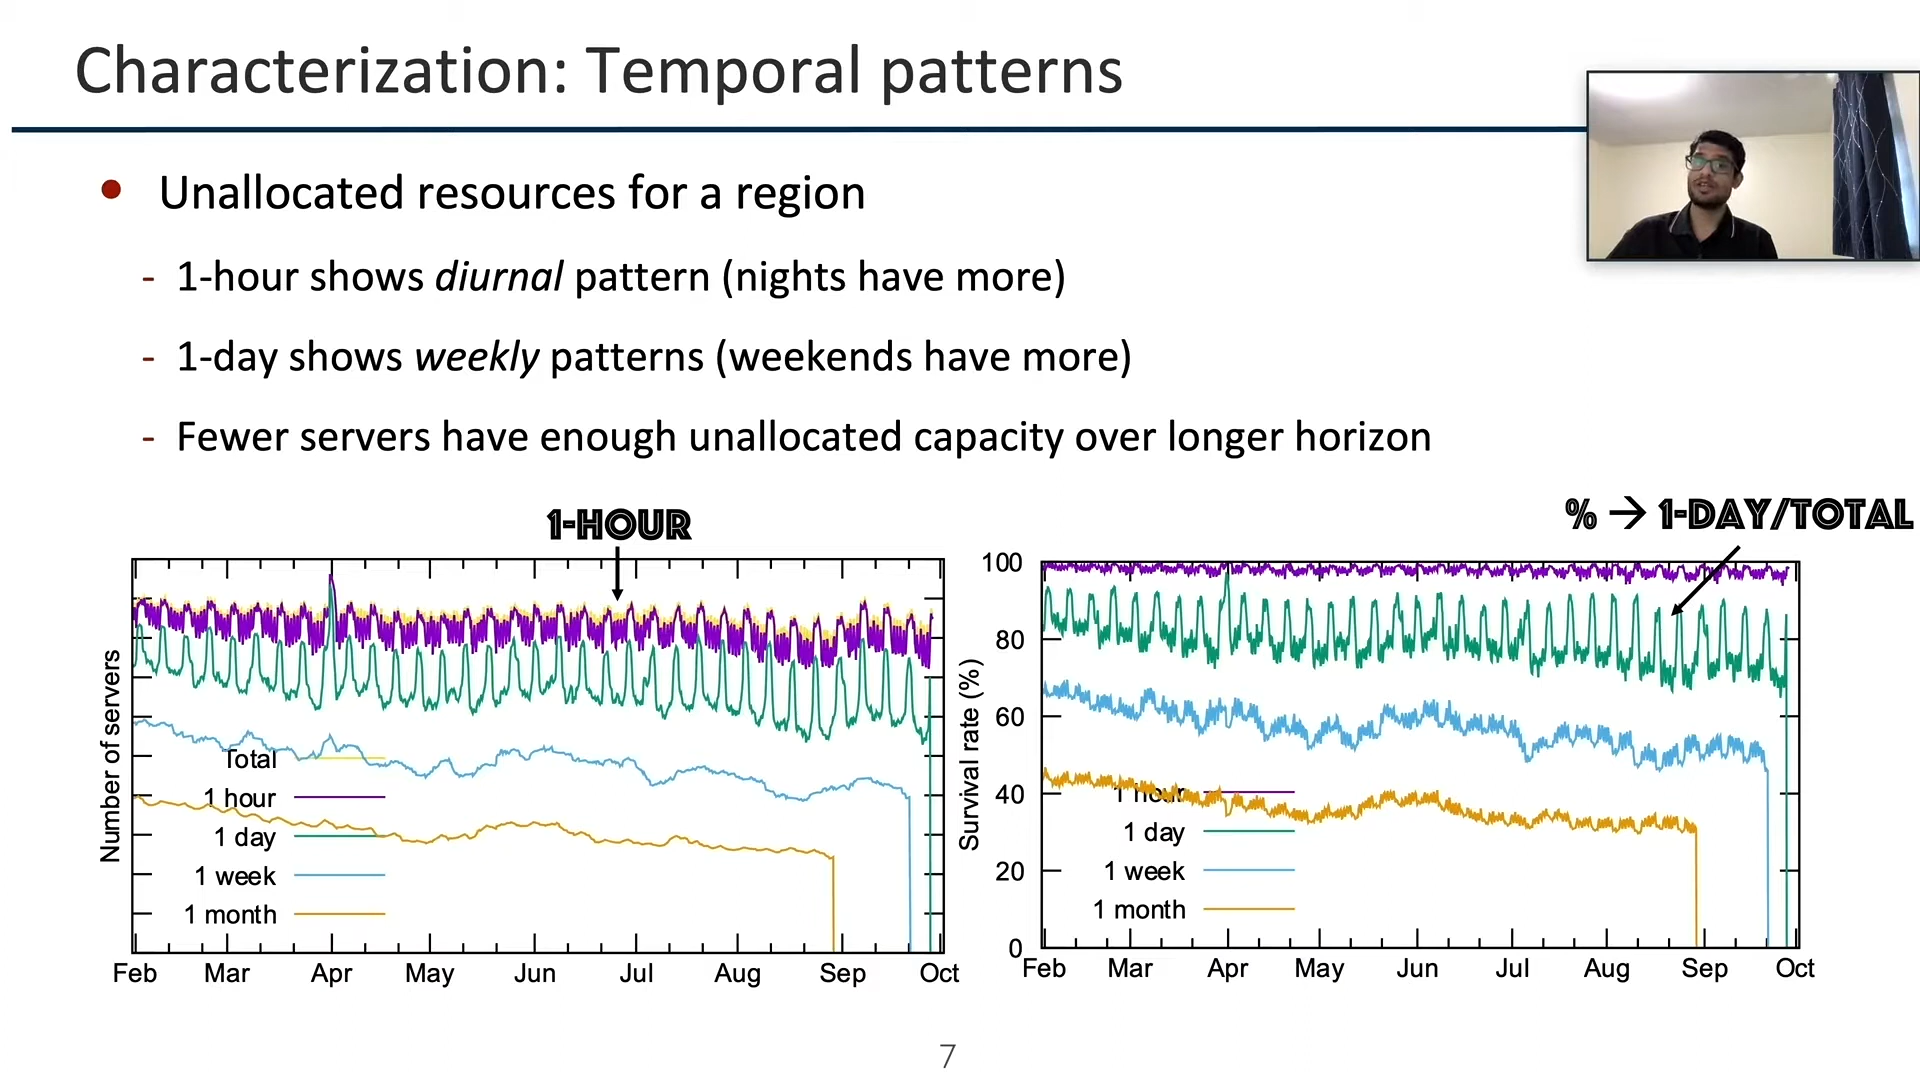 Characterization: Temporal patterns
• Unallocated resources for a region
- 1-hour shows diurnal pattern (nights have more)
- 1-day shows weekly patterns (weekends have more)
- Fewer servers have enough unallocated capacity over longer horizon
1-HOUR
% → 1-DAY/TOTAL
Number of servers
Total
1 hour
1 day
1 week
1 month
Feb Mar Apr May Jun Jul Aug Sep Oct
Survival rate (%)
100
80
60
40
20
0
1 hour
1 day
1 week
1 month
Feb Mar Apr May Jun Jul Aug Sep Oct
7